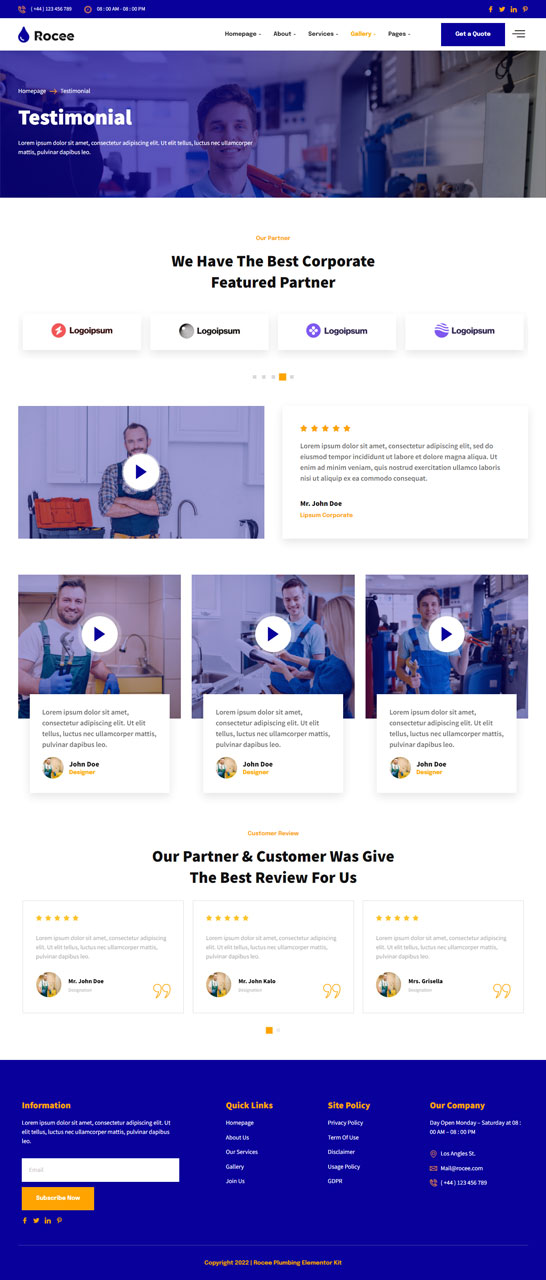 ( +44 ) 123 456 789
08 : 00 AM - 08 : 00 PM
Rocee
Homepage
About
Services
Gallery
Pages
Get a Quote
Homepage
Testimonial
Testimonial
Lorem ipsum dolor sit amet, consectetur adipiscing elit. Ut elit tellus, luctus nec ullamcorper
mattis, pulvinar dapibus leo.
Our Partner
We Have The Best Corporate
Featured Partner
Logoipsum
Logoipsum
Logoipsum
Logoipsum
Lorem ipsum dolor sit amet, consectetur adipiscing elit, sed do
eiusmod tempor incididunt ut labore et dolore magna aliqua. Ut
enim ad minim veniam, quis nostrud exercitation ullamco laboris
nisi ut aliquip ex ea commodo consequat.
Mr. John Doe
Lipsum Corporate
Lorem ipsum dolor sit amet,
consectetur adipiscing elit. Ut elit
tellus, luctus nec ullamcorper mattis,
pulvinar dapibus leo.
John Doe
Designer
Lorem ipsum dolor sit amet,
consectetur adipiscing elit. Ut elit
tellus, luctus nec ullamcorper mattis,
pulvinar dapibus leo.
John Doe
Designer
Lorem ipsum dolor sit amet,
consectetur adipiscing elit. Ut elit
tellus, luctus nec ullamcorper mattis,
pulvinar dapibus leo.
John Doe
Designer
Customer Review
Our Partner & Customer Was Give
The Best Review For Us
Lorem ipsum dolor sit amet, consectetur adipiscing
elit. Ut elit tellus, luctus nec ullamcorper mattis,
pulvinar dapibus leo.
Mr. John Doe
Designation
Lorem ipsum dolor sit amet, consectetur adipiscing
elit. Ut elit tellus, luctus nec ullamcorper mattis,
pulvinar dapibus leo.
Mr. John Kalo
Designation
Lorem ipsum dolor sit amet, consectetur adipiscing
elit. Ut elit tellus, luctus nec ullamcorper mattis,
pulvinar dapibus leo.
Mrs. Grisella
Designation
Information
Lorem ipsum dolor sit amet, consectetur adipiscing elit. Ut
elit tellus, luctus nec ullamcorper mattis, pulvinar dapibus
leo.
Email
Subscribe Now
Quick Links
Homepage
About Us
Our Services
Gallery
Join Us
Site Policy
Privacy Policy
Term Of Use
Disclaimer
Usage Policy
GDPR
Our Company
Day Open Monday – Saturday at 08 :
00 AM – 08 : 00 PM
Los Angles St.
Mail@rocee.com
( +44 ) 123 456 789
Copyright 2022 | Rocee Plumbing Elementor Kit